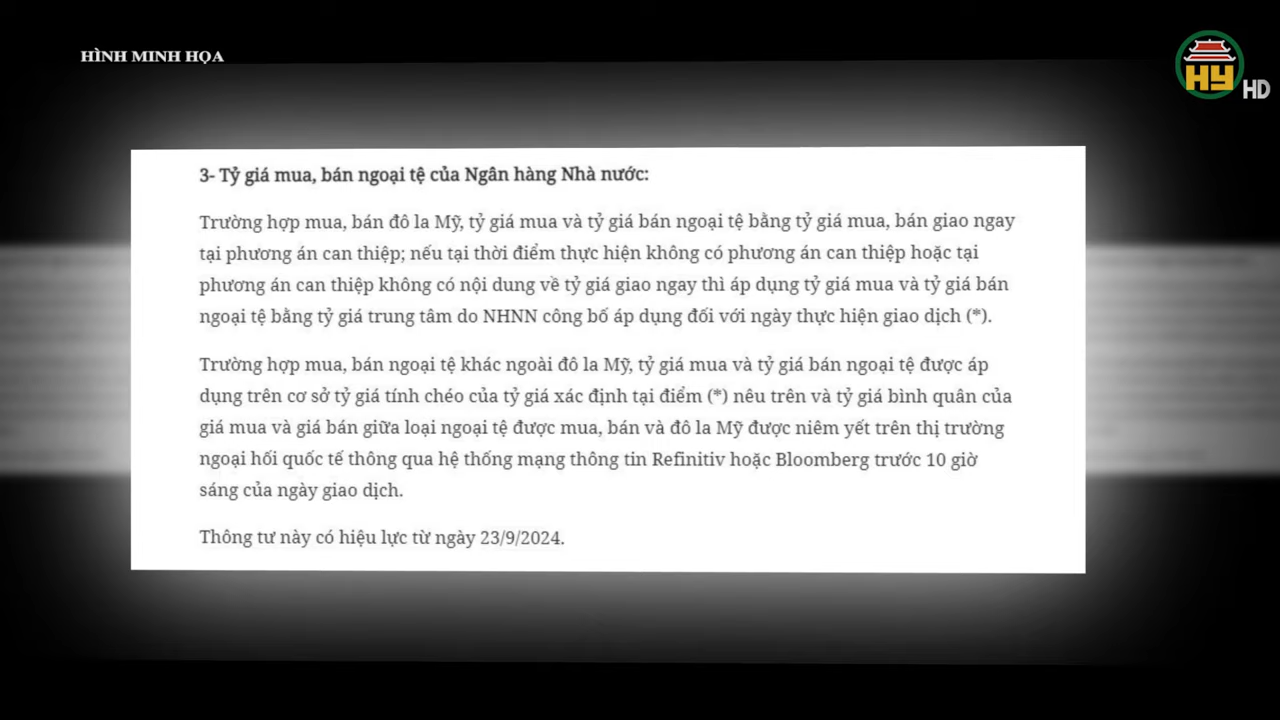 HÌNH MINH HỌA
HY
HD
3- Tỷ giá mua, bán ngoại tệ của Ngân hàng Nhà nước:
Trường hợp mua, bán đô la Mỹ, tỷ giá mua và tỷ giá bán ngoại tệ bằng tỷ giá mua, bán giao ngay
tại phương án can thiệp; nếu tại thời điểm thực hiện không có phương án can thiệp hoặc tại
phương án can thiệp không có nội dung về tỷ giá giao ngay thì áp dụng tỷ giá mua và tỷ giá bán
ngoại tệ bằng tỷ giá trung tâm do NHNN công bố áp dụng đối với ngày thực hiện giao dịch (*).
Trường hợp mua, bán ngoại tệ khác ngoài đô la Mỹ, tỷ giá mua và tỷ giá bán ngoại tệ được áp
dụng trên cơ sở tỷ giá tính chéo của tỷ giá xác định tại điểm (*) nêu trên và tỷ giá bình quân của
giá mua và giá bán giữa loại ngoại tệ được mua, bán và đô la Mỹ được niêm yết trên thị trường
ngoại hối quốc tế thông qua hệ thống mạng thông tin Refinitiv hoặc Bloomberg trước 10 giờ
sáng của ngày giao dịch.
Thông tư này có hiệu lực từ ngày 23/9/2024.